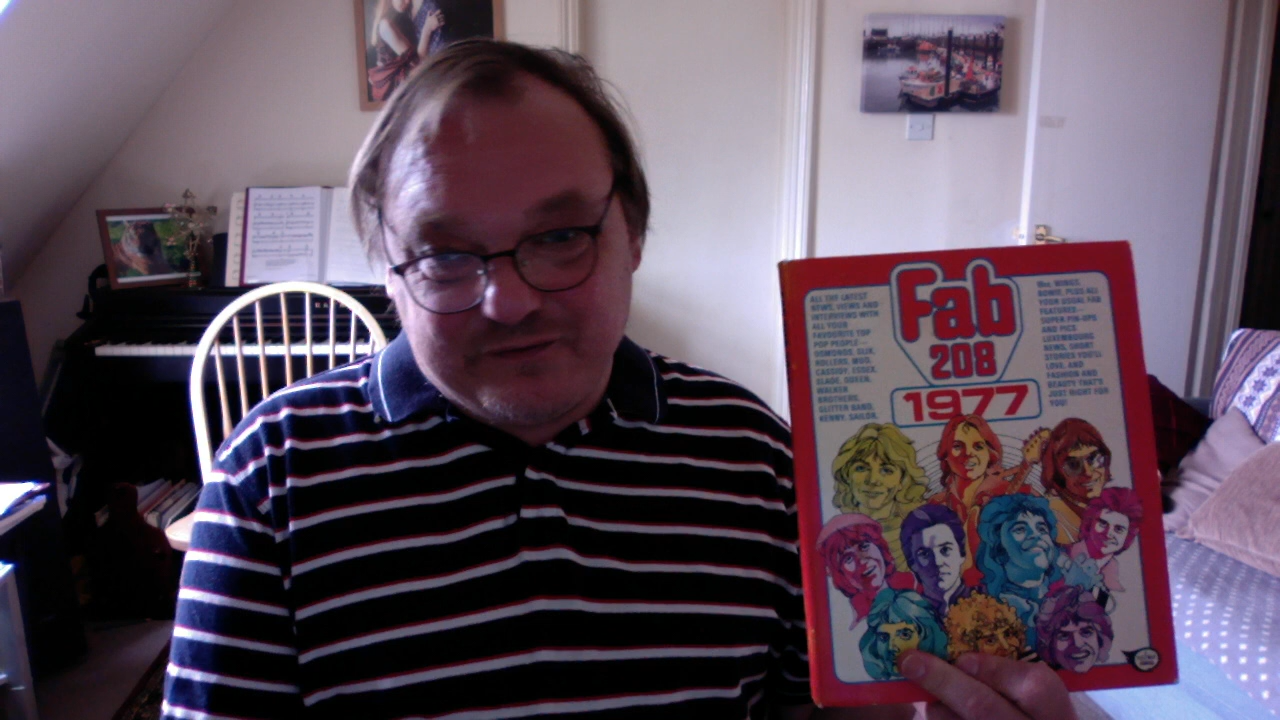 ALL THE LATEST
NEWS, VIEWS AND
INTERVIEWS WITH
ALL YOUR
FAVOURITE TOP
POP PEOPLE—
OSMONDS, SLIK,
ROLLERS, MUD,
CASSIDY, ESSEX,
SLADE, QUEEN,
WALKER
BROTHERS,
GLITTER BAND,
KENNY, SAILOR,
Fab
208
1977
10cc, WINGS,
BOWIE, PLUS ALL
YOUR USUAL FAB
FEATURES—
SUPER PIN-UPS
AND PICS
LUXEMBOURG
NEWS, SHORT
STORIES YOU'LL
LOVE, AND
FASHION AND
BEAUTY THAT'S
JUST RIGHT FOR
YOU!